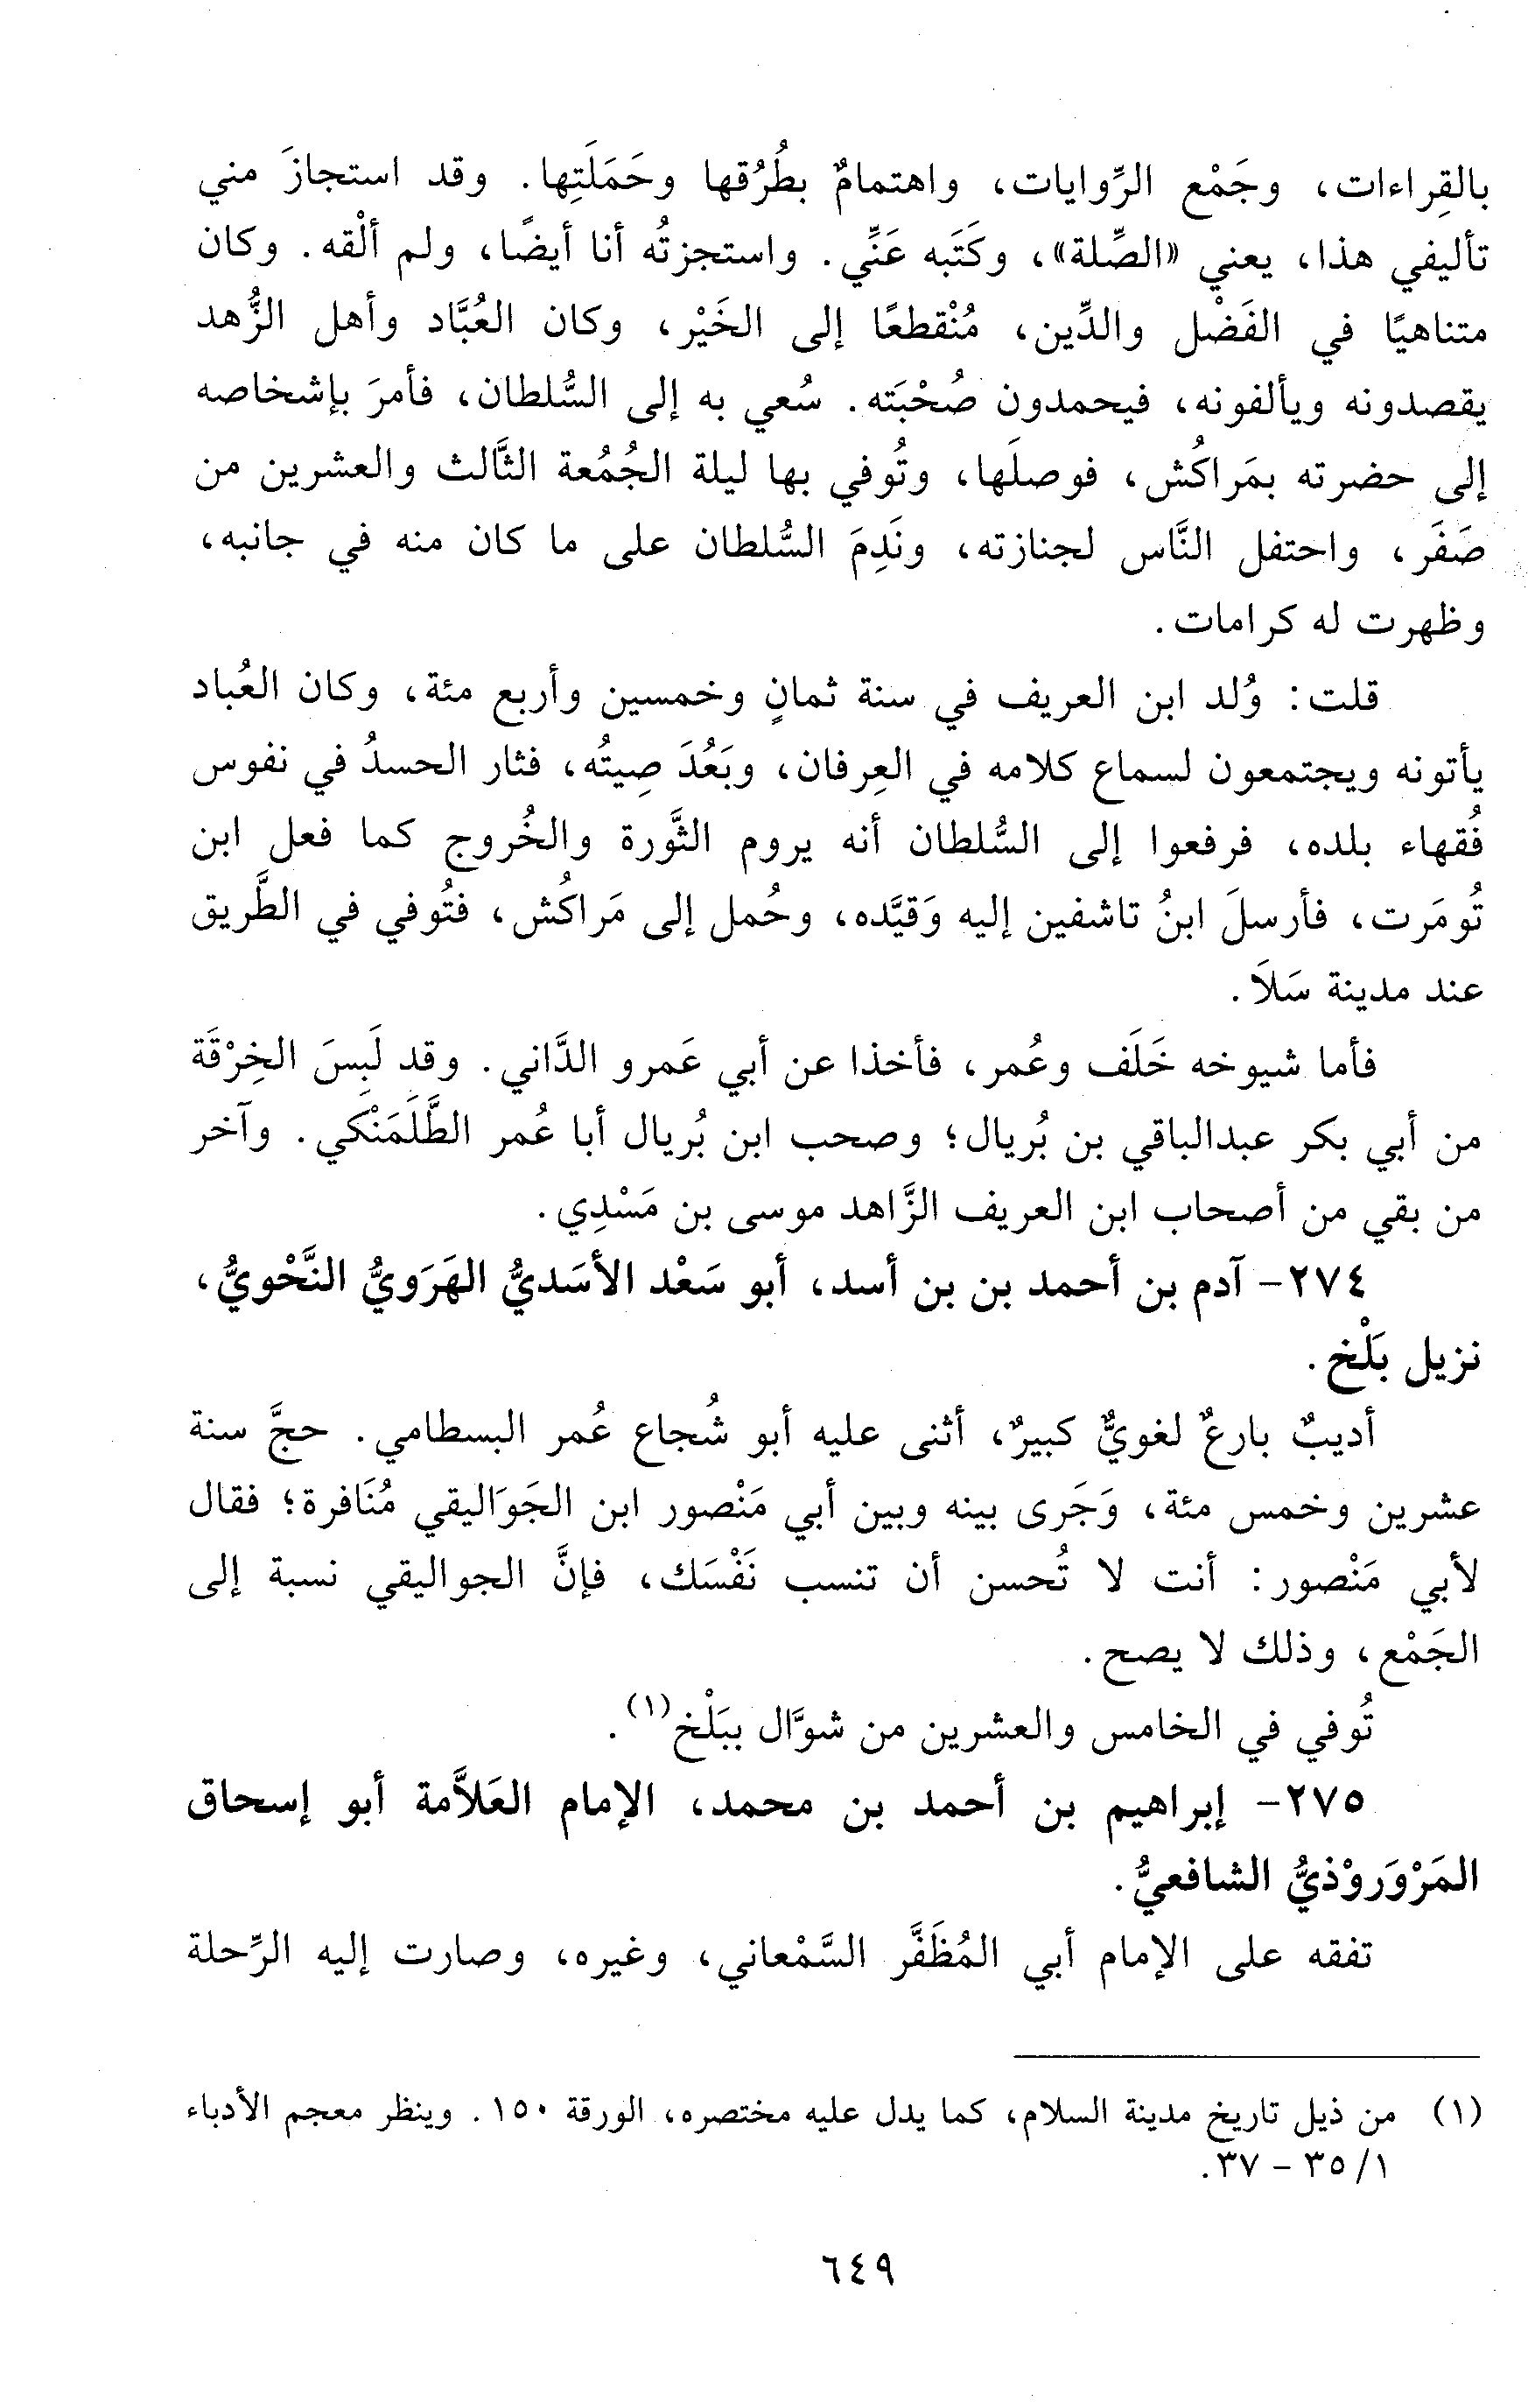 بالقِراءات، وجَمْع الرِّوايات، واهتمامٌ بطُرُقها وحَمَلَتِها. وقد استجازَ مني
تأليفي هذا، يعني «الصِّلة»، وكَتَبه عَنِّي. واستجزتُه أنا أيضًا، ولم ألْقه. وكان
متناهيًا في الفَضْل والدِّين، مُنْقطعًا إلى الخَيْر، وكان العُبَّاد وأهل الزُّهد
يقصدونه ويألفونه، فيحمدون صُحْبَته. سُعي به إلى السُّلطان، فأمرَ بإشخاصه
إلى حضرته بمَراكُش، فوصلَها، وتُوفي بها ليلة الجُمُعة الثَّالث والعشرين من
صَفَر، واحتفل النَّاس لجنازته، ونَدِمَ السُّلطان على ما كان منه في جانبه،
وظهرت له كرامات.
قلت: وُلد ابن العريف في سنة ثمانٍ وخمسين وأربع مئة، وكان العُباد
يأتونه ويجتمعون لسماع كلامه في العِرفان، وبَعُدَ صِيتُه، فثار الحسدُ في نفوس
فُقهاء بلده، فرفعوا إلى السُّلطان أنه يروم الثَّورة والخُروج كما فعل ابن
تُومَرت، فأرسلَ ابنُ تاشفين إليه وَقيَّده، وحُمل إلى مَراكُش، فتُوفي في الطَّريق
عند مدينة سَلاَ.
فأما شيوخه خَلَف وعُمر، فأخذا عن أبي عَمرو الدَّاني. وقد لَبِسَ الخِرْقَة
من أبي بكر عبدالباقي بن بُريال؛ وصحب ابن بُريال أبا عُمر الطَّلَمَنْكي. وآخر
من بقي من أصحاب ابن العريف الزَّاهد موسى بن مَسْدِي.
٢٧٤- آدم بن أحمد بن بن أسد، أبو سَعْد الأسَديُّ الهَرَويُّ النَّحْويُّ،
نزيل بَلْخ.
أديبٌ بارعٌ لغويٌّ كبيرٌ، أثنى عليه أبو شُجاع عُمر البسطامي. حجَّ سنة
عشرين وخمس مئة، وَجَرى بينه وبين أبي مَنْصور ابن الجَوَاليقي مُنَافرة؛ فقال
لأبي مَنْصور: أنت لا تُحسن أن تنسب نَفْسَك، فإنَّ الجواليقي نسبة إلى
الجَمْع، وذلك لا يصح.
تُوفي في الخامس والعشرين من شوَّال ببَلْخ(١).
٢٧٥- إبراهيم بن أحمد بن محمد، الإمام العَلاَّمة أبو إسحاق
المَرْوَروْذيُّ الشافعيُّ.
تفقه على الإمام أبي المُظَفَّر السَّمْعاني، وغيره، وصارت إليه الرِّحلة
(١) من ذيل تاريخ مدينة السلام، كما يدل عليه مختصره، الورقة ١٥٠. وينظر معجم الأدباء
١/ ٣٥ - ٣٧.
٦٤٩